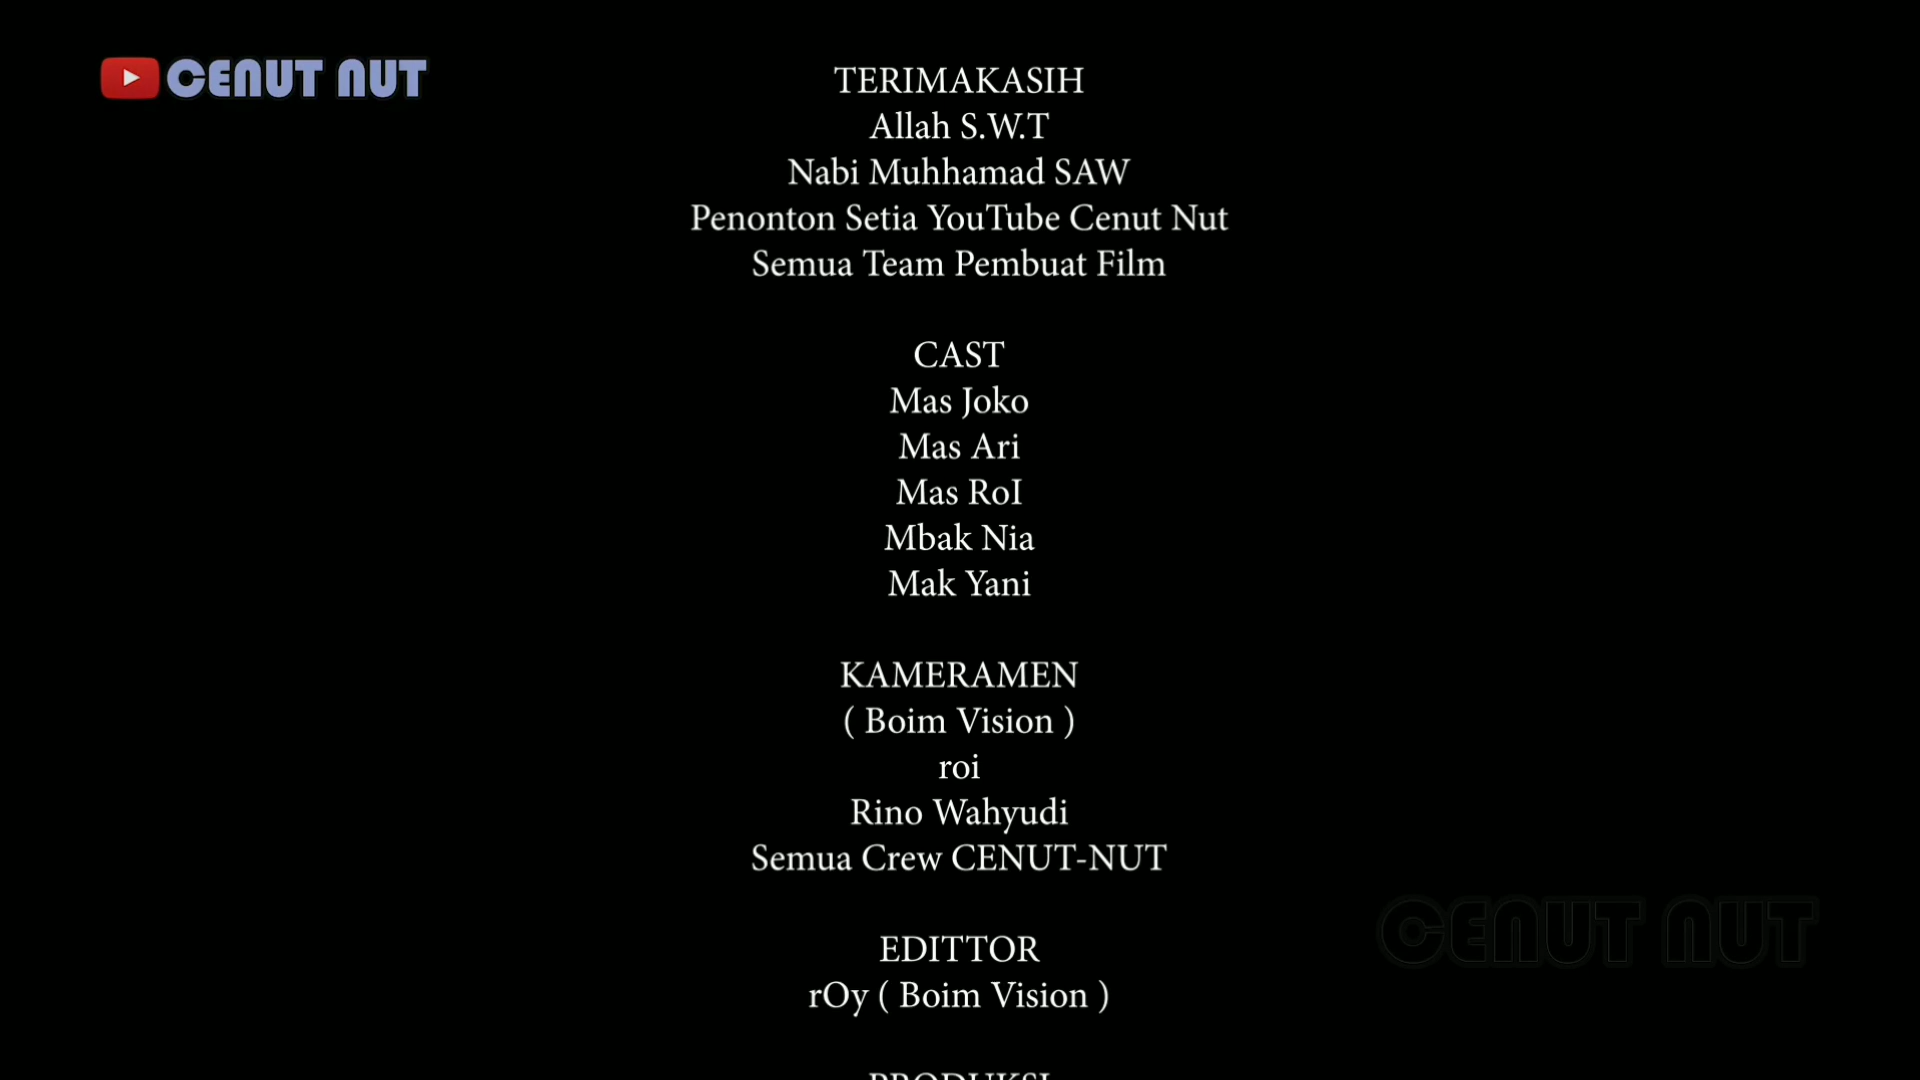 CENUT NUT
TERIMAKASIH
Allah S.W.T
Nabi Muhhamad SAW
Penonton Setia YouTube Cenut Nut
Semua Team Pembuat Film
CAST
Mas Joko
Mas Ari
Mas RoI
Mbak Nia
Mak Yani
KAMERAMEN
( Boim Vision )
roi
Rino Wahyudi
Semua Crew CENUT-NUT
CENUT NUT
EDITTOR
rOy ( Boim Vision )
PRODUKSI